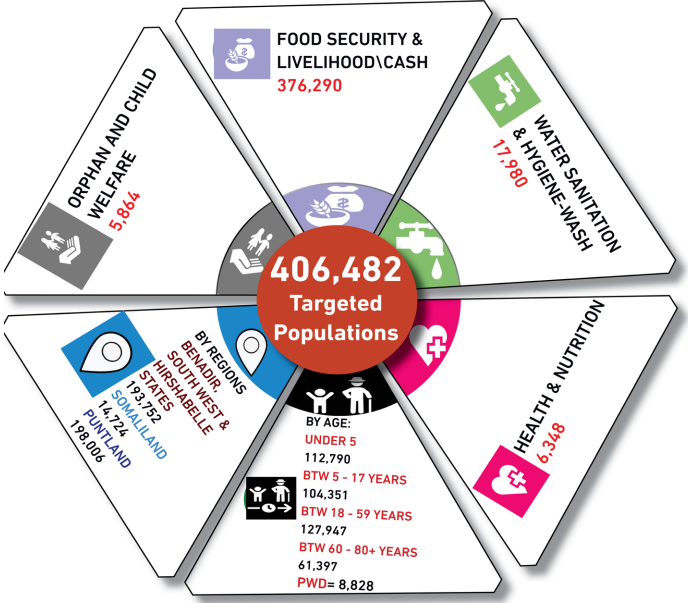 FOOD SECURITY &
LIVELIHOOD\CASH
376,290
WATER SANITATION
& HYGIENE-WASH
17,980
ORPHAN AND CHILD
WELFARE
5,864
406,482
Targeted
Populations
HEALTH & NUTRITION
6,348
BY REGIONS
BENADIR.
SOUTH WEST &
HIRSHABELLE
STATES
193,752
SOMALILAND
14,724
PUNTLAND
198,006
BY AGE:
UNDER 5
112,790
BTW 5 - 17 YEARS
104,351
BTW 18 - 59 YEARS
127,947
BTW 60 - 80+ YEARS
61,397
PWD= 8,828